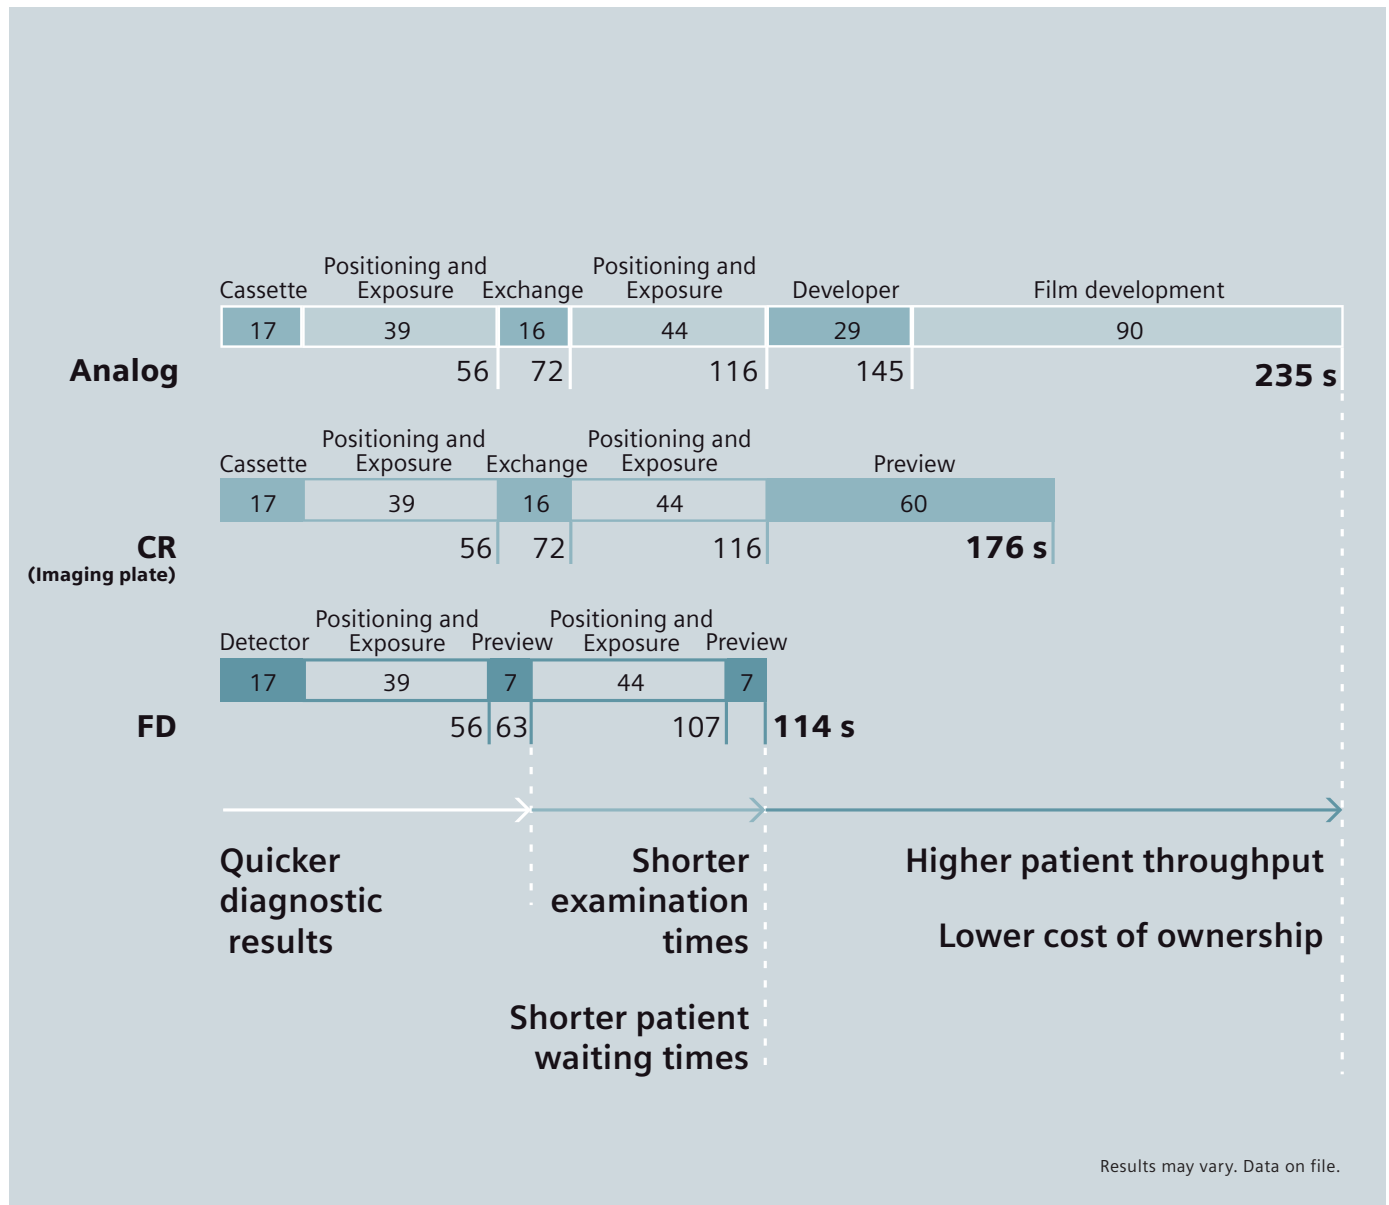 Positioning and Positioning and
Cassette Exposure Exchange Exposure Developer Film development
17 39 16 44 29 90
Analog 56 72 116 145 235 s
Positioning and Positioning and
Cassette Exposure Exchange Exposure Preview
17 39 16 44 60
CR 56 72 116 176 s
(Imaging plate)
Positioning and Positioning and
Detector Exposure Preview Exposure Preview
17 39 7 44 7
FD 56 63 107 114 s
Quicker
diagnostic
results
Shorter
examination
times
Shorter patient
waiting times
Higher patient throughput
Lower cost of ownership
Results may vary. Data on file.